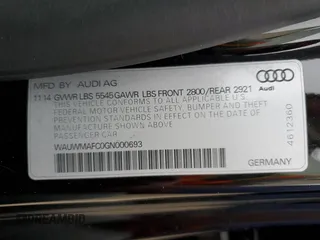 MFD BY AUDI AG
11 14 GVWR LBS 5545 GAWR LBS FRONT 2800/REAR 2921
THIS VEHICLE CONFORMS TO ALL APPLICABLE
FEDERAL MOTOR VEHICLE SAFETY, BUMPER AND THEFT
PREVENTION STANDARDS IN EFFECT ON THE
DATE OF MANUFACTURE SHOWN ABOVE
PASSENGER CAR
WAUWMAFC0GN000693
GERMANY
4612360